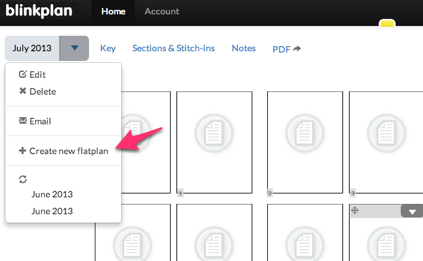 blinkplan Home Account
July 2013 Key Sections & Stitch-ins Notes PDF
Edit
Delete
Email
Create new flatplan
June 2013
June 2013
1 2 3